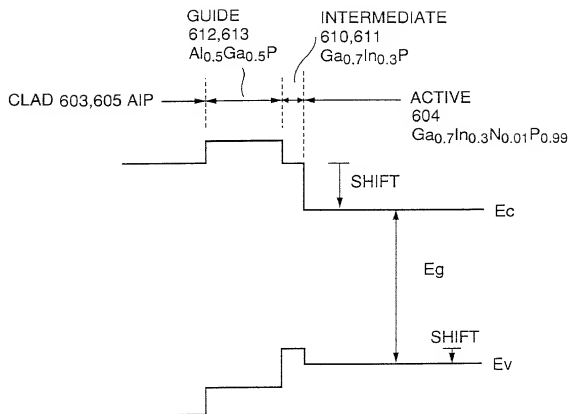 GUIDE
612,613
Al0.5Ga0.5P
INTERMEDIATE
610,611
Ga0.7In0.3P
CLAD 603,605 AlP
ACTIVE
604
Ga0.7In0.3N0.01P0.99
SHIFT
Ec
Eg
SHIFT
Ev